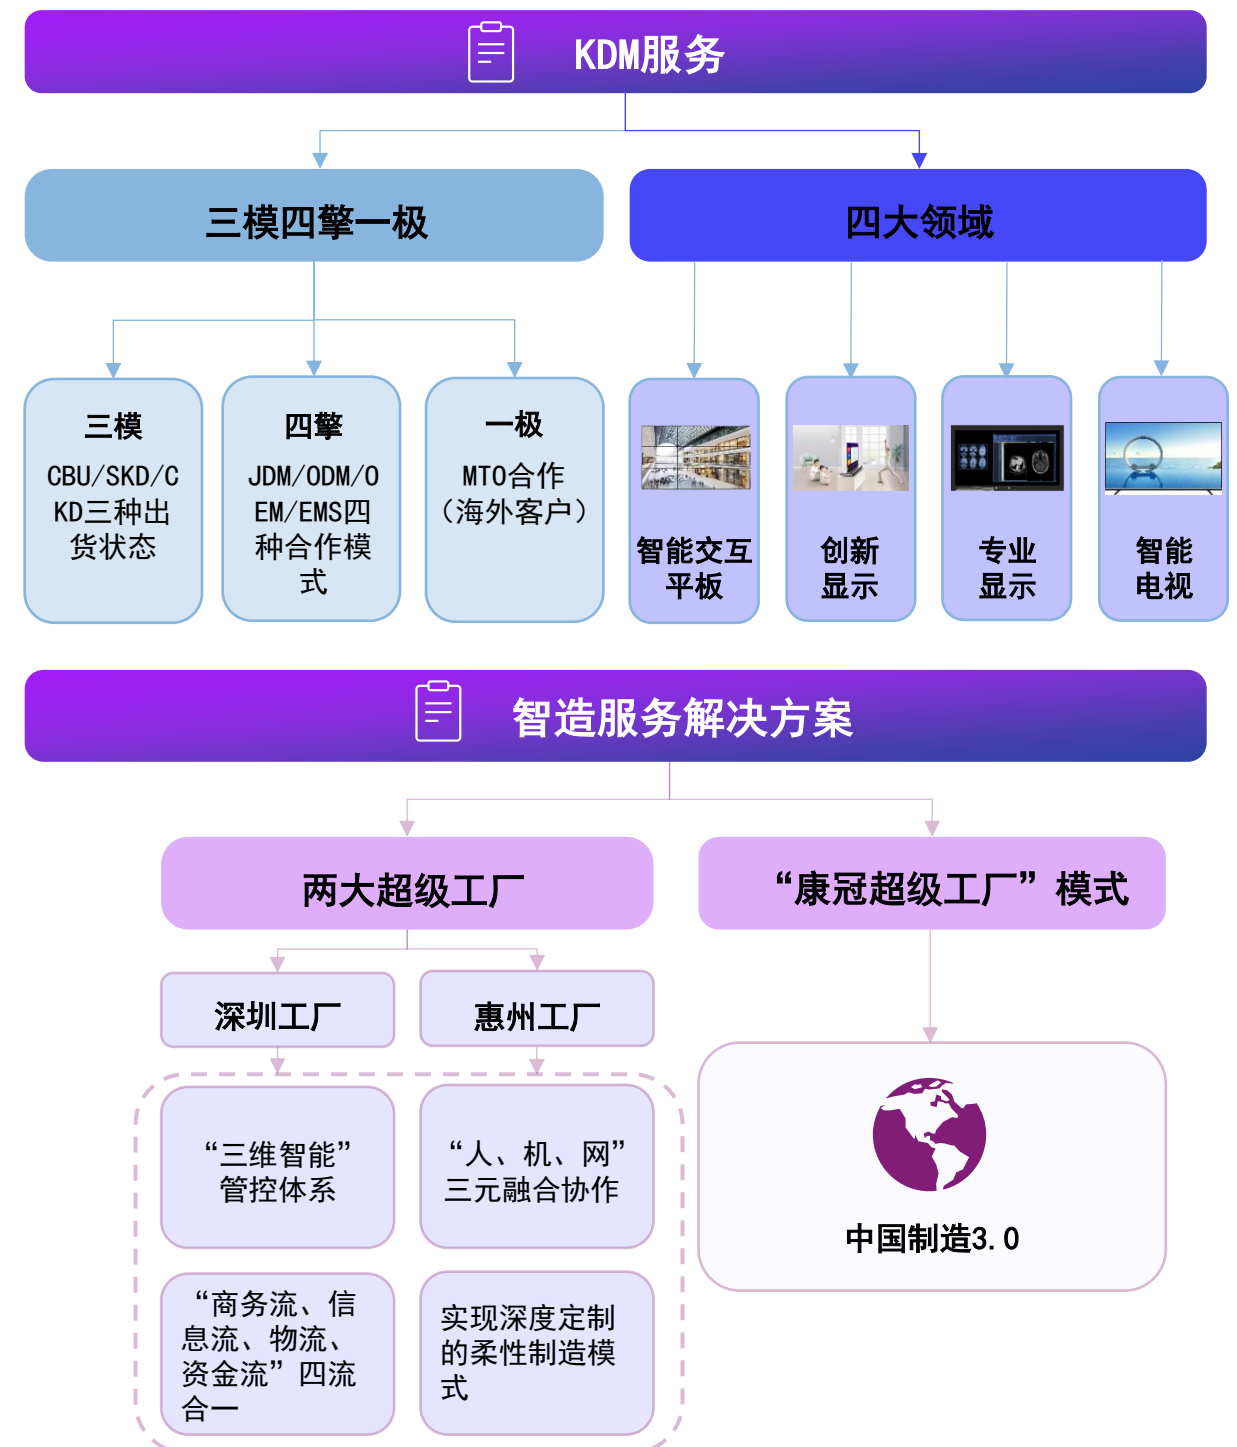 KDM服务
三模四擎一极
四大领域
三模
CBU/SKD/C
KD三种出
货状态
四擎
JDM/ODM/O
EM/EMS四
种合作模
式
一极
MTO合作
（海外客户）
智能交互
平板
创新
显示
专业
显示
智能
电视
智造服务解决方案
两大超级工厂
“康冠超级工厂”模式
深圳工厂
惠州工厂
“三维智能”
管控体系
“人、机、网”
三元融合协作
“商务流、信
息流、物流、
资金流”四流
合一
实现深度定制
的柔性制造模
式
中国制造3.0